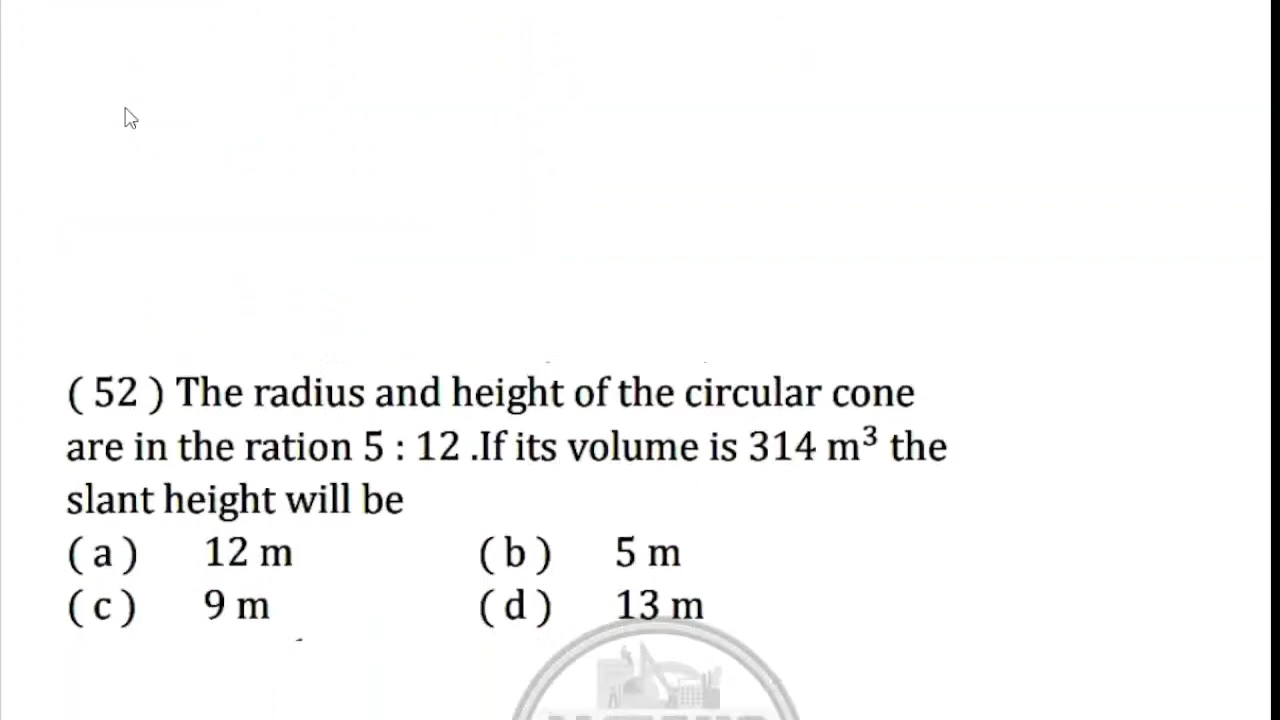 ( 52 ) The radius and height of the circular cone
are in the ration 5 : 12 .If its volume is 314 m³ the
slant height will be
( a ) 12 m ( b ) 5 m
( c ) 9 m ( d ) 13 m